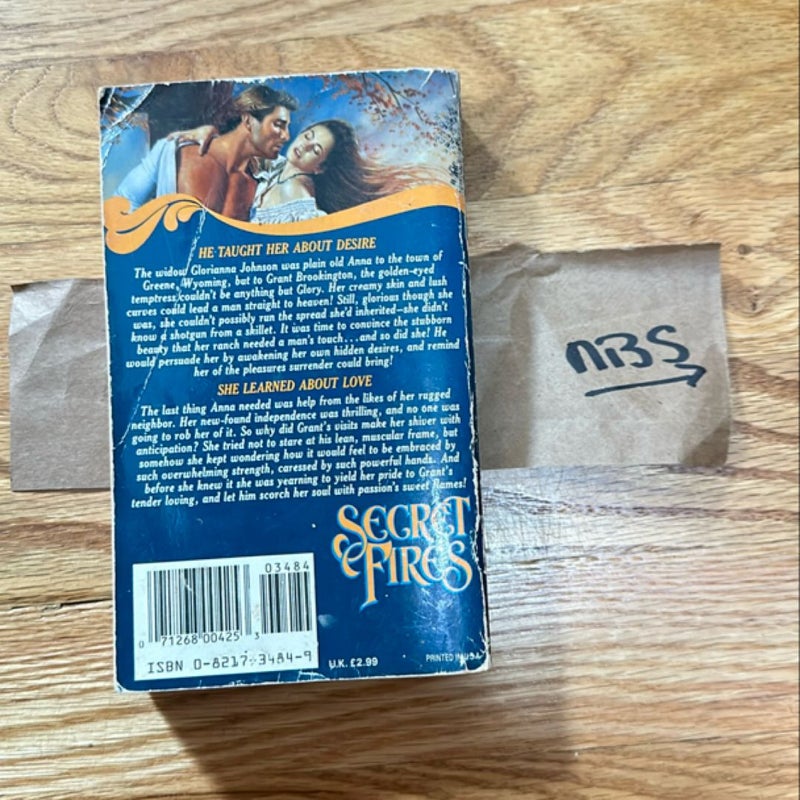 HE TAUGHT HER ABOUT DESIRE
The widow Glorianna Johnson was plain old Anna to the town of
Greene, Wyoming, but to Grant Brookington, the golden-eyed
temptress couldn't be anything but Glory. Her creamy skin and lush
curves could lead a man straight to heaven! Still, glorious though she
was, she couldn't possibly run the spread she'd inherited—she didn't
know a shotgun from a skillet. It was time to convince the stubborn
beauty that her ranch needed a man's touch...and so did she! He
would persuade her by awakening her own hidden desires, and remind
her of the pleasures surrender could bring!
SHE LEARNED ABOUT LOVE
The last thing Anna needed was help from the likes of her rugged
neighbor. Her new-found independence was thrilling, and no one was
going to rob her of it. So why did Grant's visits make her shiver with
anticipation? She tried not to stare at his lean, muscular frame, but
somehow she kept wondering how it would feel to be embraced by
such overwhelming strength, caressed by such powerful hands. And
before she knew it she was yearning to yield her pride to Grant's
tender loving, and let him scorch her soul with passion's sweet flames!
SECRET
FIRES
03484
0 71268 00425 3
ISBN 0-8217-3484-9
U.K. £2.99
PRINTED IN U.S.A.
NBS